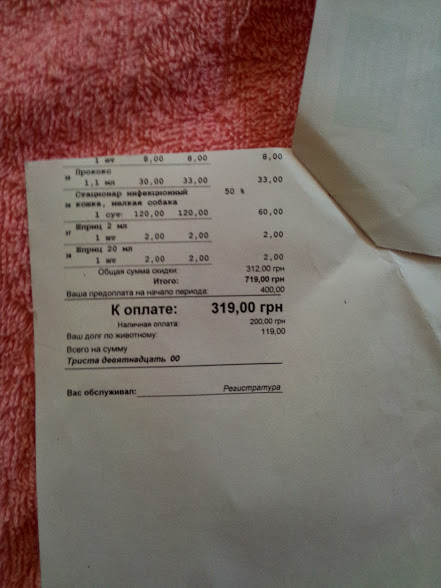 1 шт 8,00 8,00 8,00
н Прококс
1,1 мл 30,00 33,00 33,00
Стационар инфекционный 50 %
н кошка, мелкая собака
1 сут 120,00 120,00 60,00
н Шприц 2 мл
1 шт 2,00 2,00 2,00
н Шприц 20 мл
1 шт 2,00 2,00 2,00
Общая сумма скидки: 312,00 грн
Итого: 719,00 грн
Ваша предоплата на начало периода: 400,00
К оплате: 319,00 грн
Наличная оплата: 200,00 грн
Ваш долг по животному: 119,00
Всего на сумму
Триста девятнадцать 00
Вас обслуживал: Регистратура